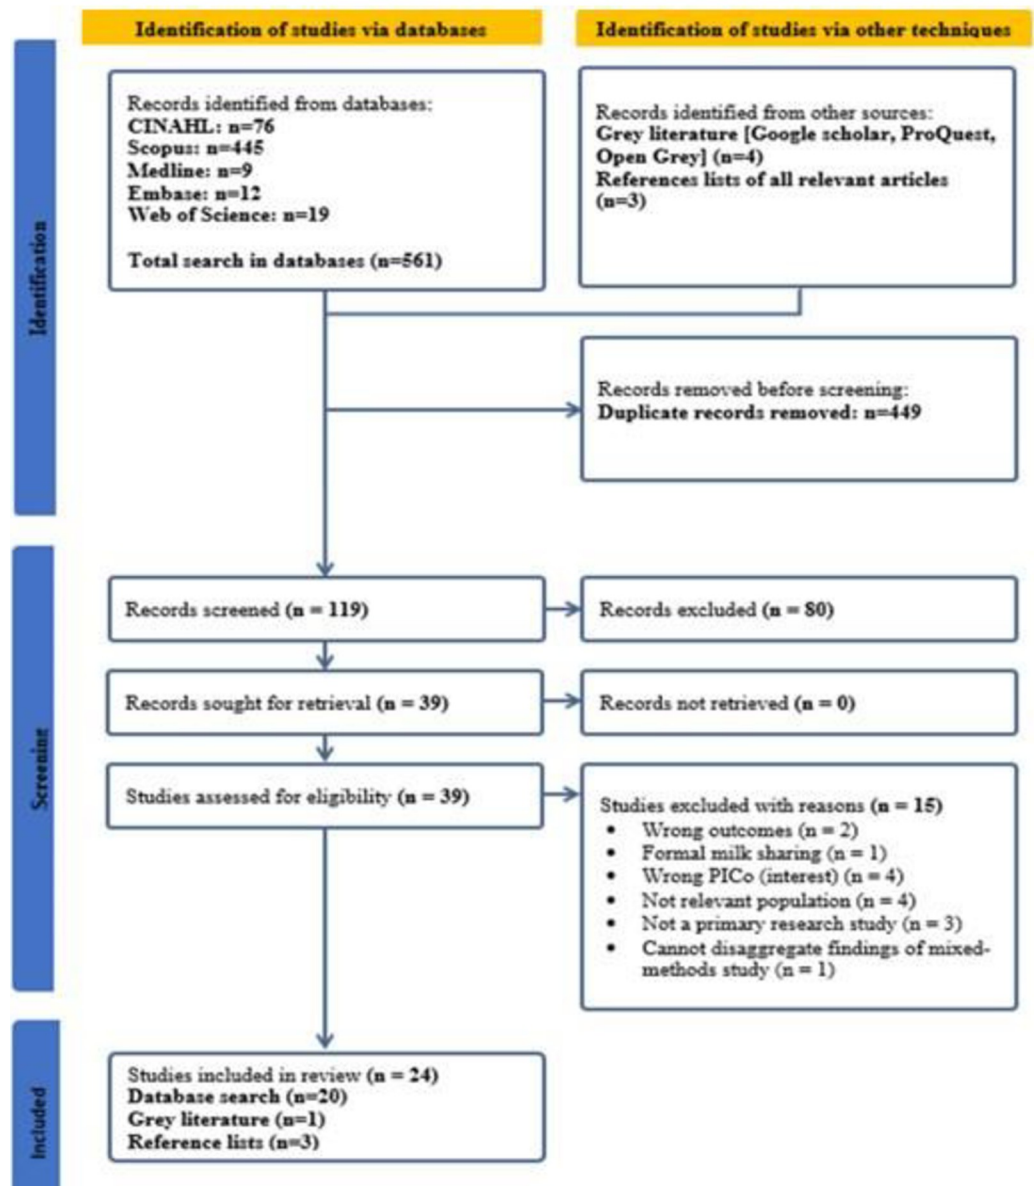 Identification of studies via databases
Identification of studies via other techniques
Identification
Records identified from databases:
CINAHL: n=76
Scopus: n=445
Medline: n=9
Embase: n=12
Web of Science: n=19
Total search in databases (n=561)
Records identified from other sources:
Grey literature [Google scholar, ProQuest,
Open Grey] (n=4)
References lists of all relevant articles
(n=3)
Records removed before screening:
Duplicate records removed: n=449
Screening
Records screened (n = 119)
Records excluded (n = 80)
Records sought for retrieval (n = 39)
Records not retrieved (n = 0)
Studies assessed for eligibility (n = 39)
Studies excluded with reasons (n = 15)
• Wrong outcomes (n = 2)
• Formal milk sharing (n = 1)
• Wrong PICo (interest) (n = 4)
• Not relevant population (n = 4)
• Not a primary research study (n = 3)
• Cannot disaggregate findings of mixed-
methods study (n = 1)
Included
Studies included in review (n = 24)
Database search (n=20)
Grey literature (n=1)
Reference lists (n=3)